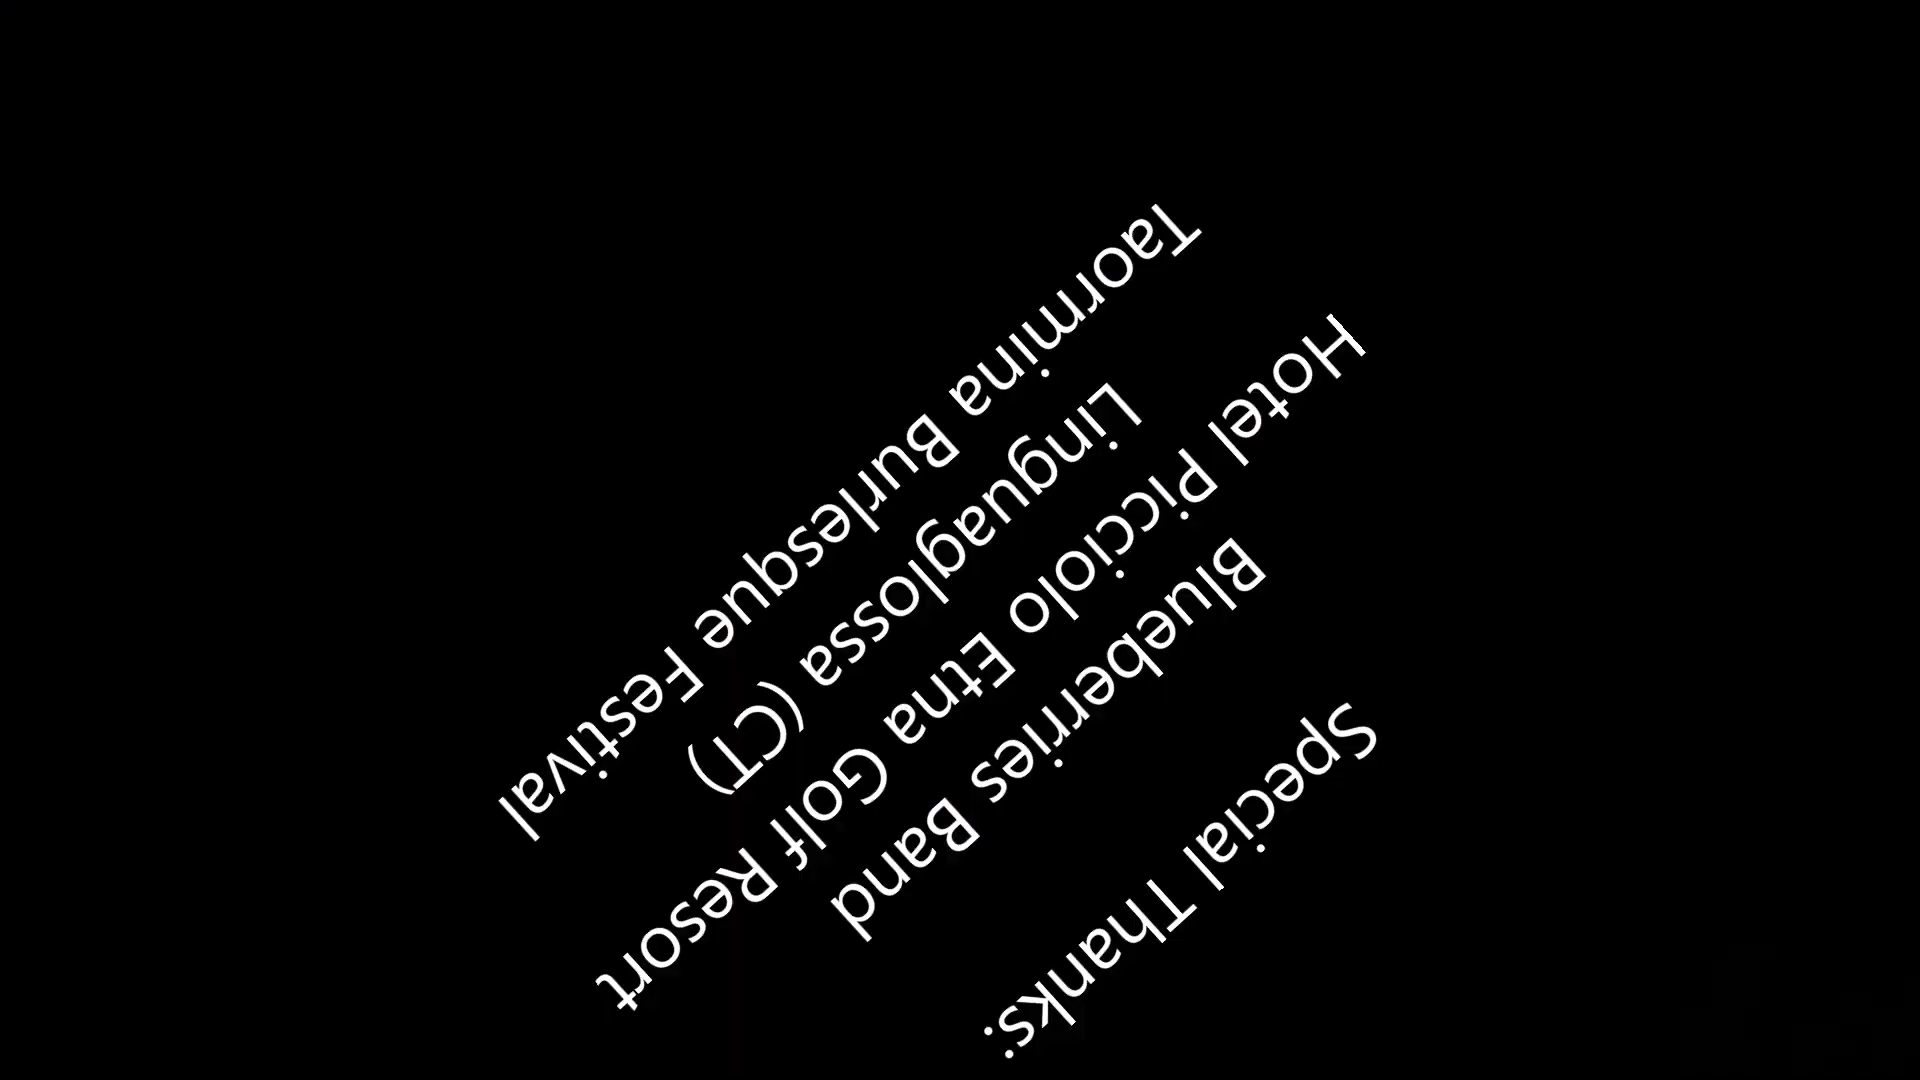 Special Thanks:
Blueberries Band
Hotel Picciolo Etna Golf Resort
Linguaglossa (CT)
Taormina Burlesque Festival